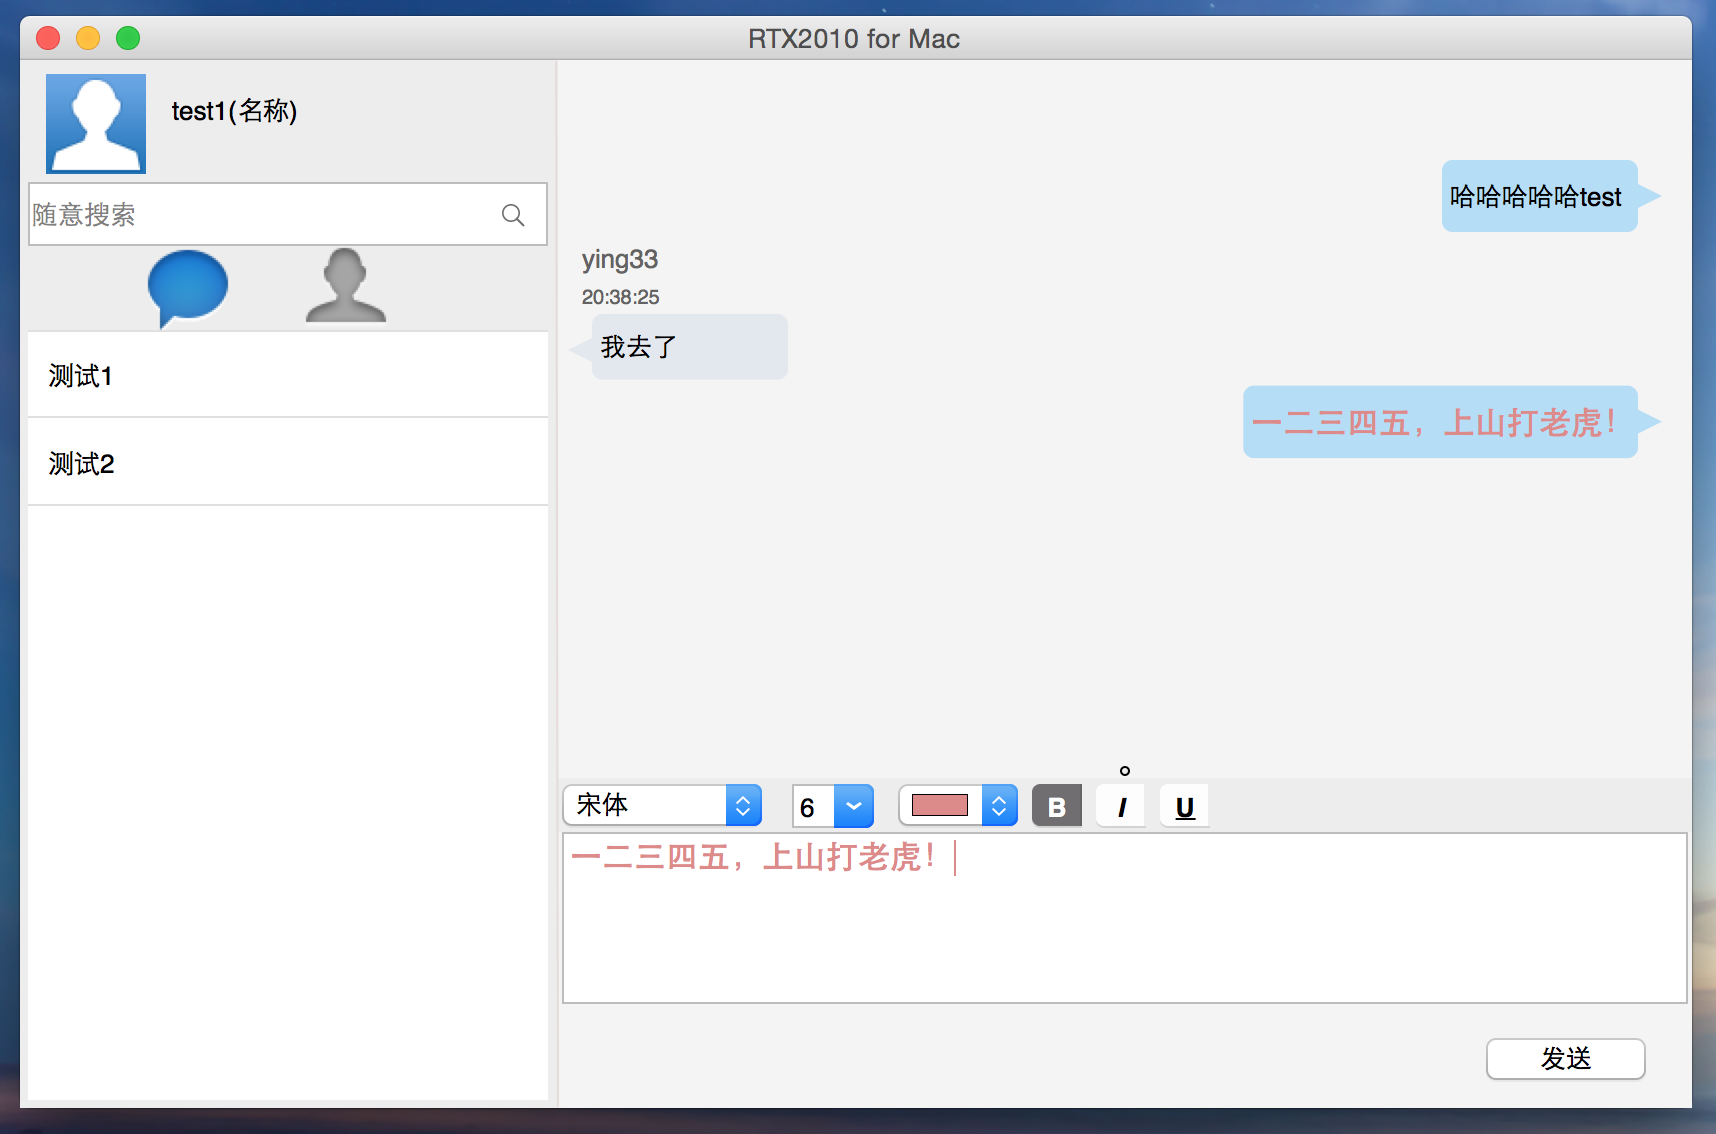 RTX2010 for Mac
test1(名称)
随意搜索
测试1
测试2
哈哈哈哈哈test
ying33
20:38:25
我去了
一二三四五，上山打老虎！
宋体
6
B
I
U
一二三四五，上山打老虎！
发送